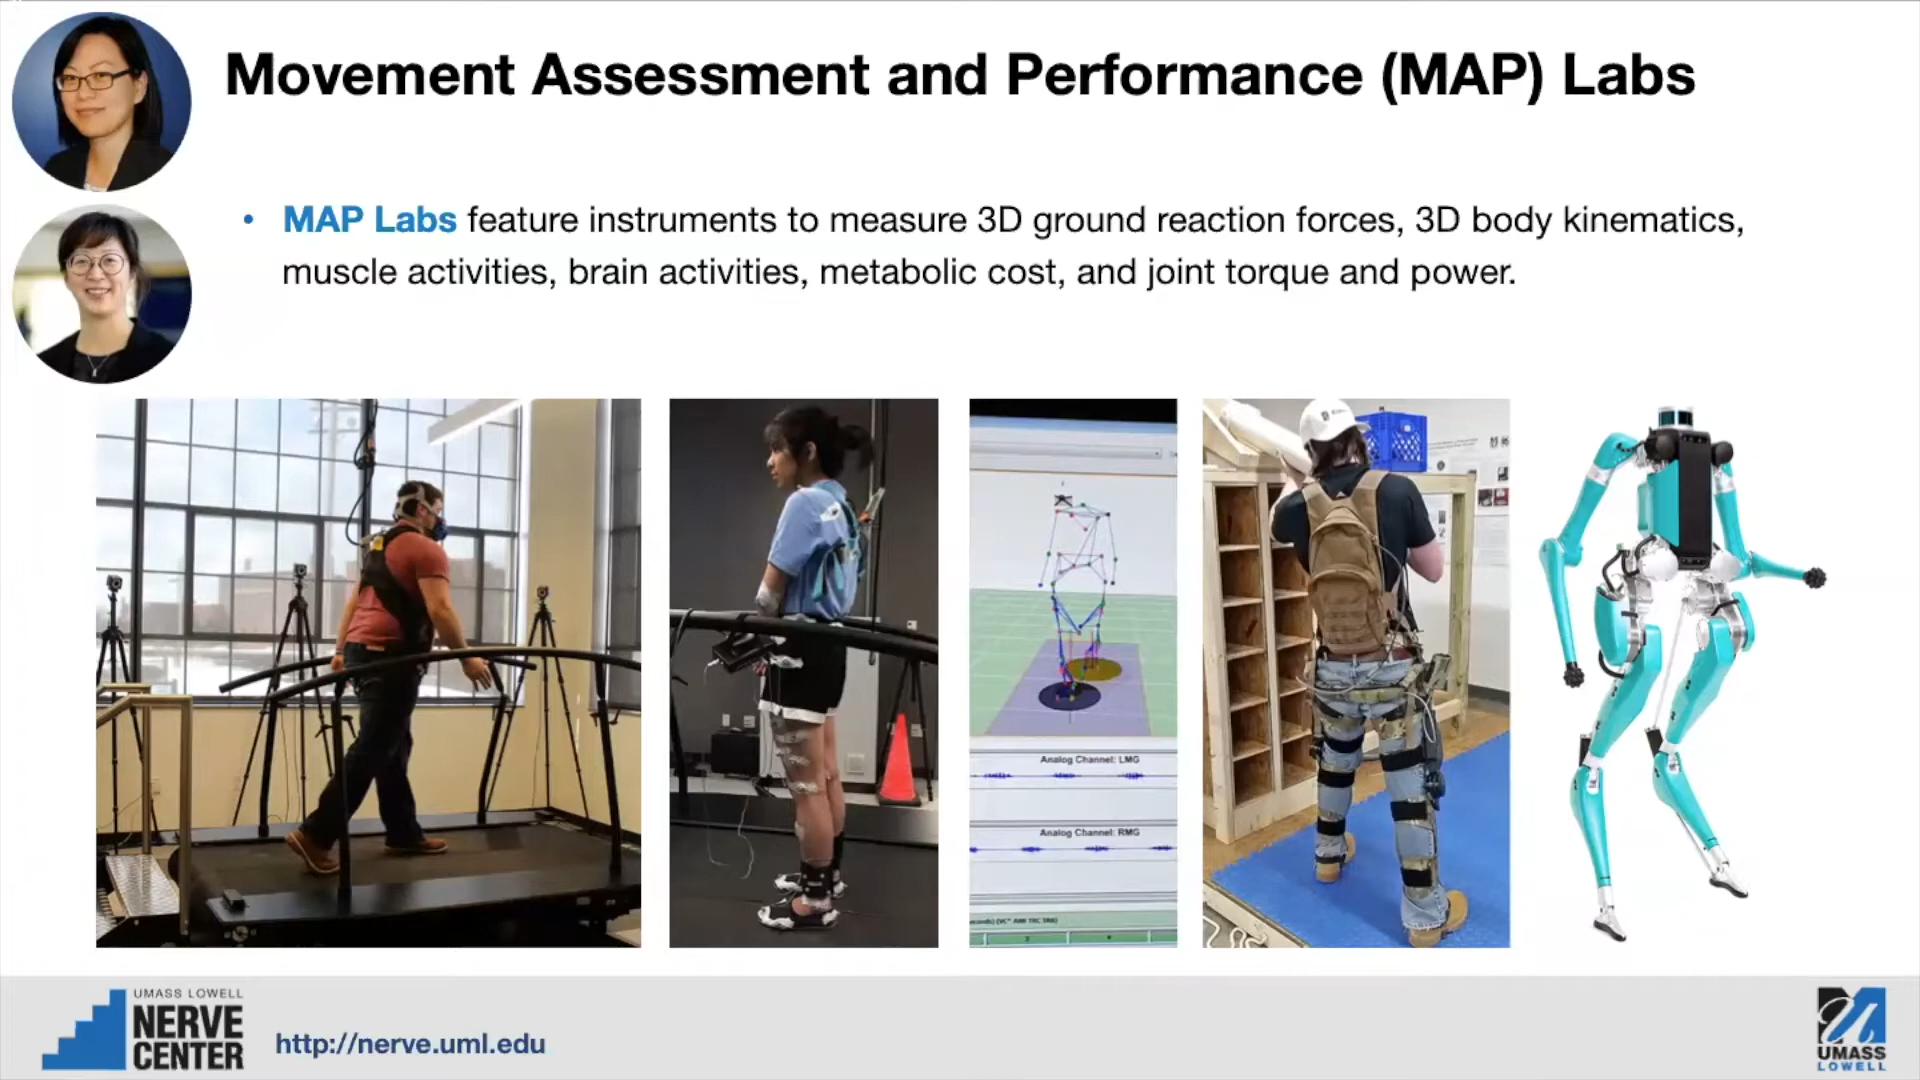 Movement Assessment and Performance (MAP) Labs
• MAP Labs feature instruments to measure 3D ground reaction forces, 3D body kinematics,
muscle activities, brain activities, metabolic cost, and joint torque and power.
Analog Channel: LMG
Analog Channel: RMG
UMASS LOWELL
NERVE
CENTER
http://nerve.uml.edu
UMASS
LOWELL